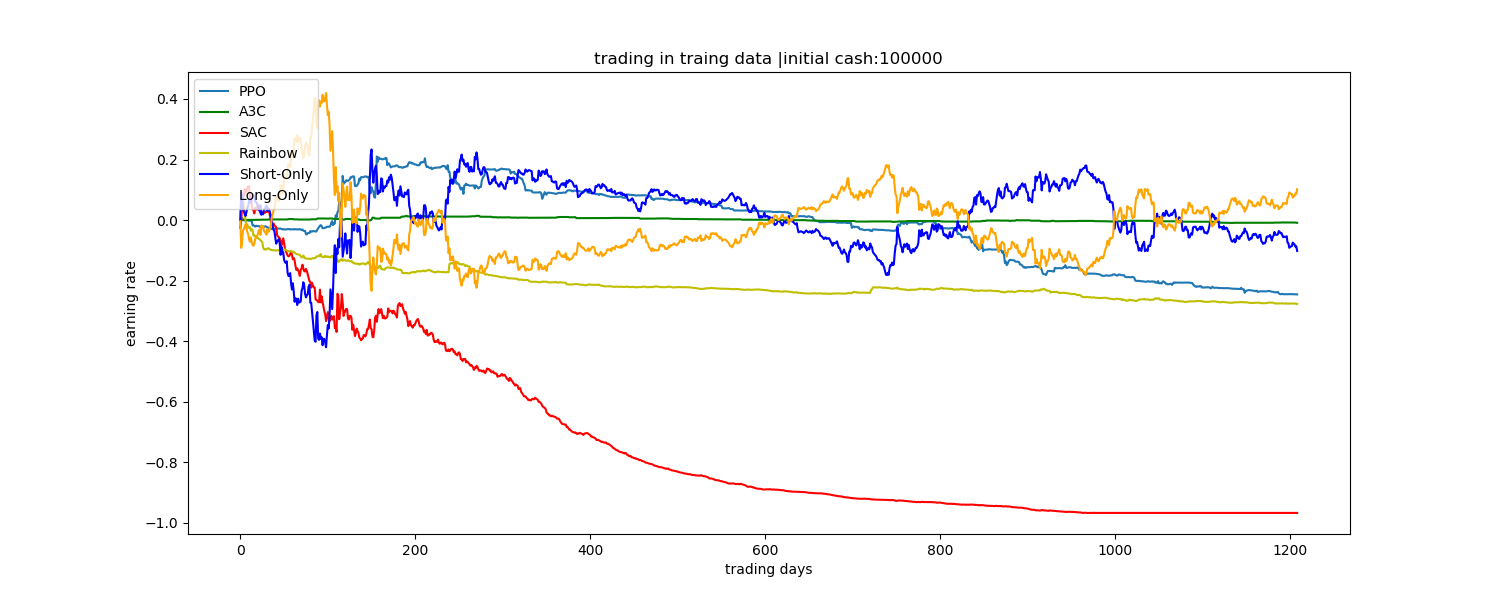 trading in traing data |initial cash:100000
earning rate
0.4
0.2
0.0
−0.2
−0.4
−0.6
−0.8
−1.0
PPO
A3C
SAC
Rainbow
Short-Only
Long-Only
0 200 400 600 800 1000 1200
trading days